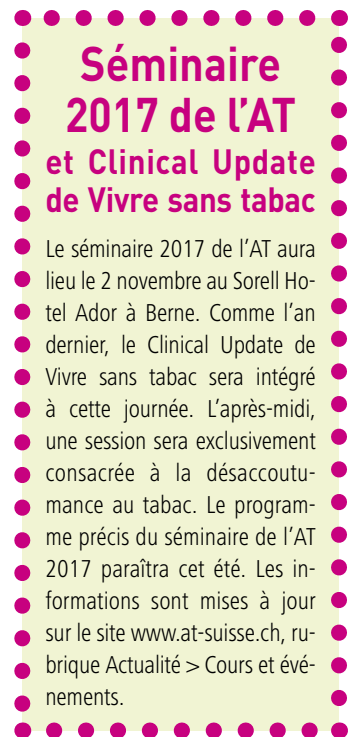 Séminaire
2017 de l’AT
et Clinical Update
de Vivre sans tabac
Le séminaire 2017 de l’AT aura
lieu le 2 novembre au Sorell Ho-
tel Ador à Berne. Comme l’an
dernier, le Clinical Update de
Vivre sans tabac sera intégré
à cette journée. L’après-midi,
une session sera exclusivement
consacrée à la désaccoutu-
mance au tabac. Le program-
me précis du séminaire de l’AT
2017 paraîtra cet été. Les in-
formations sont mises à jour
sur le site www.at-suisse.ch, ru-
brique Actualité > Cours et évé-
nements.